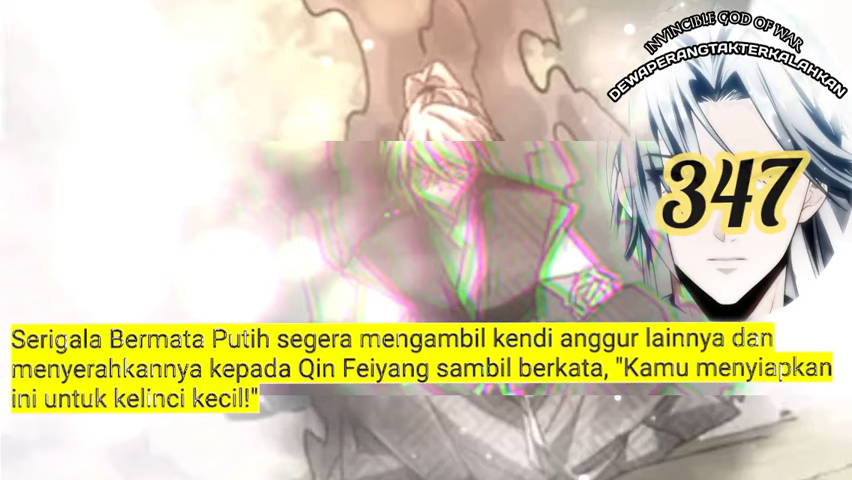 INVINCIBLE GOD OF WAR
DEWAPERANGTAKTERKALAHKAN
347
Serigala Bermata Putih segera mengambil kendi anggur lainnya dan
menyerahkannya kepada Qin Feiyang sambil berkata, "Kamu menyiapkan
ini untuk kelinci kecil!"